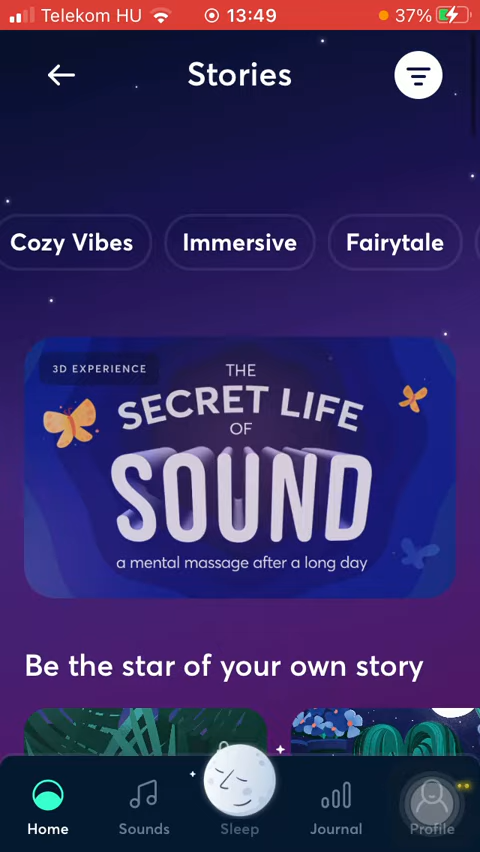 Telekom HU 13:49 37%
Stories
Cozy Vibes Immersive Fairytale
3D EXPERIENCE
THE
SECRET LIFE
OF
SOUND
a mental massage after a long day
Be the star of your own story
Home Sounds Sleep Journal Profile